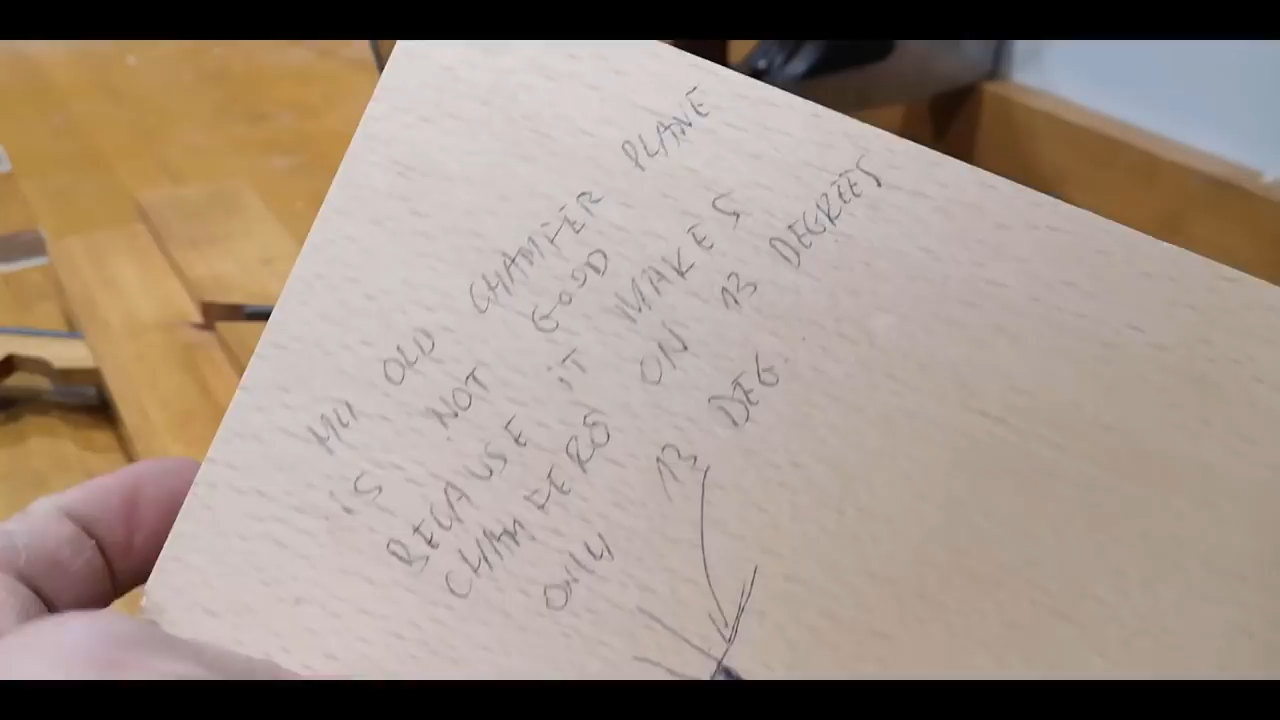 MY OLD CHAMFER PLANE
IS NOT GOOD
BECAUSE IT MAKES
CHAMFERS ON 13 DEGREES
ONLY 13 DEG.